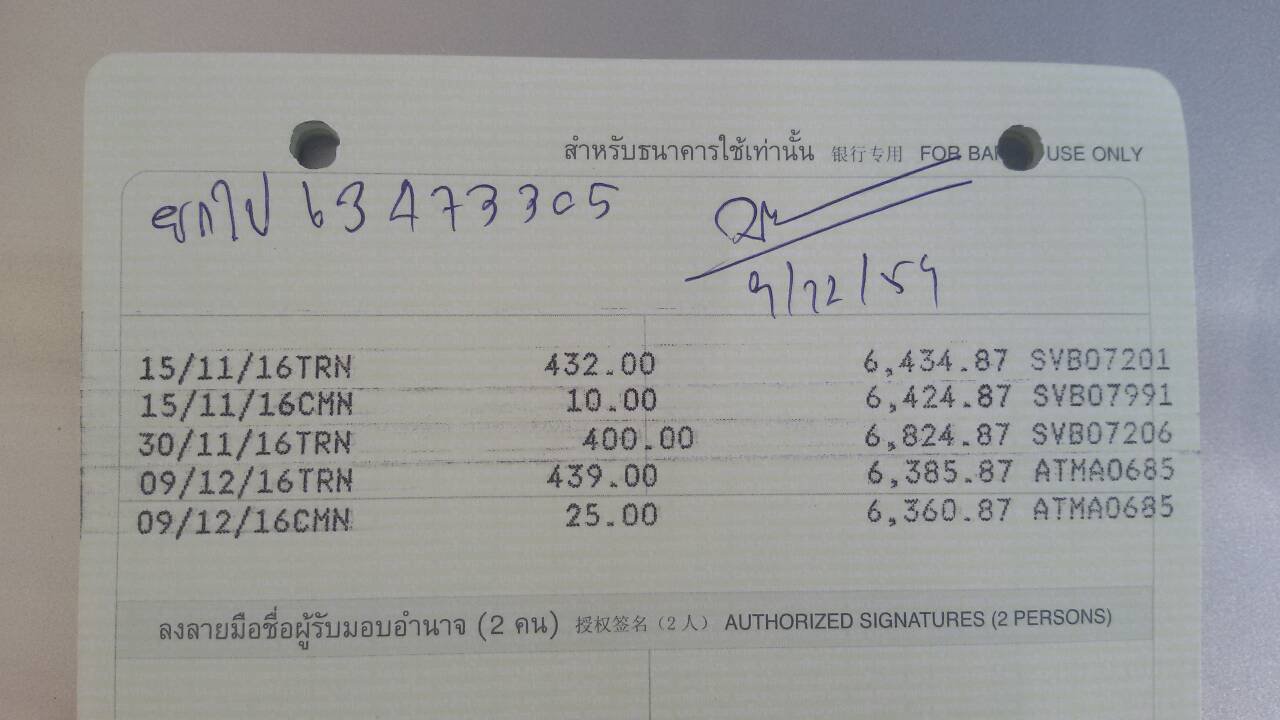 สำหรับธนาคารใช้เท่านั้น 银行专用 FOR BANK USE ONLY
ยกไป 63473305
9/12/59
15/11/16TRN 432.00 6,434.87 SVB07201
15/11/16CMN 10.00 6,424.87 SVB07991
30/11/16TRN 400.00 6,824.87 SVB07206
09/12/16TRN 439.00 6,385.87 ATMA0685
09/12/16CMN 25.00 6,360.87 ATMA0685
ลงลายมือชื่อผู้รับมอบอำนาจ (2 คน) 授权签名（2 人） AUTHORIZED SIGNATURES (2 PERSONS)